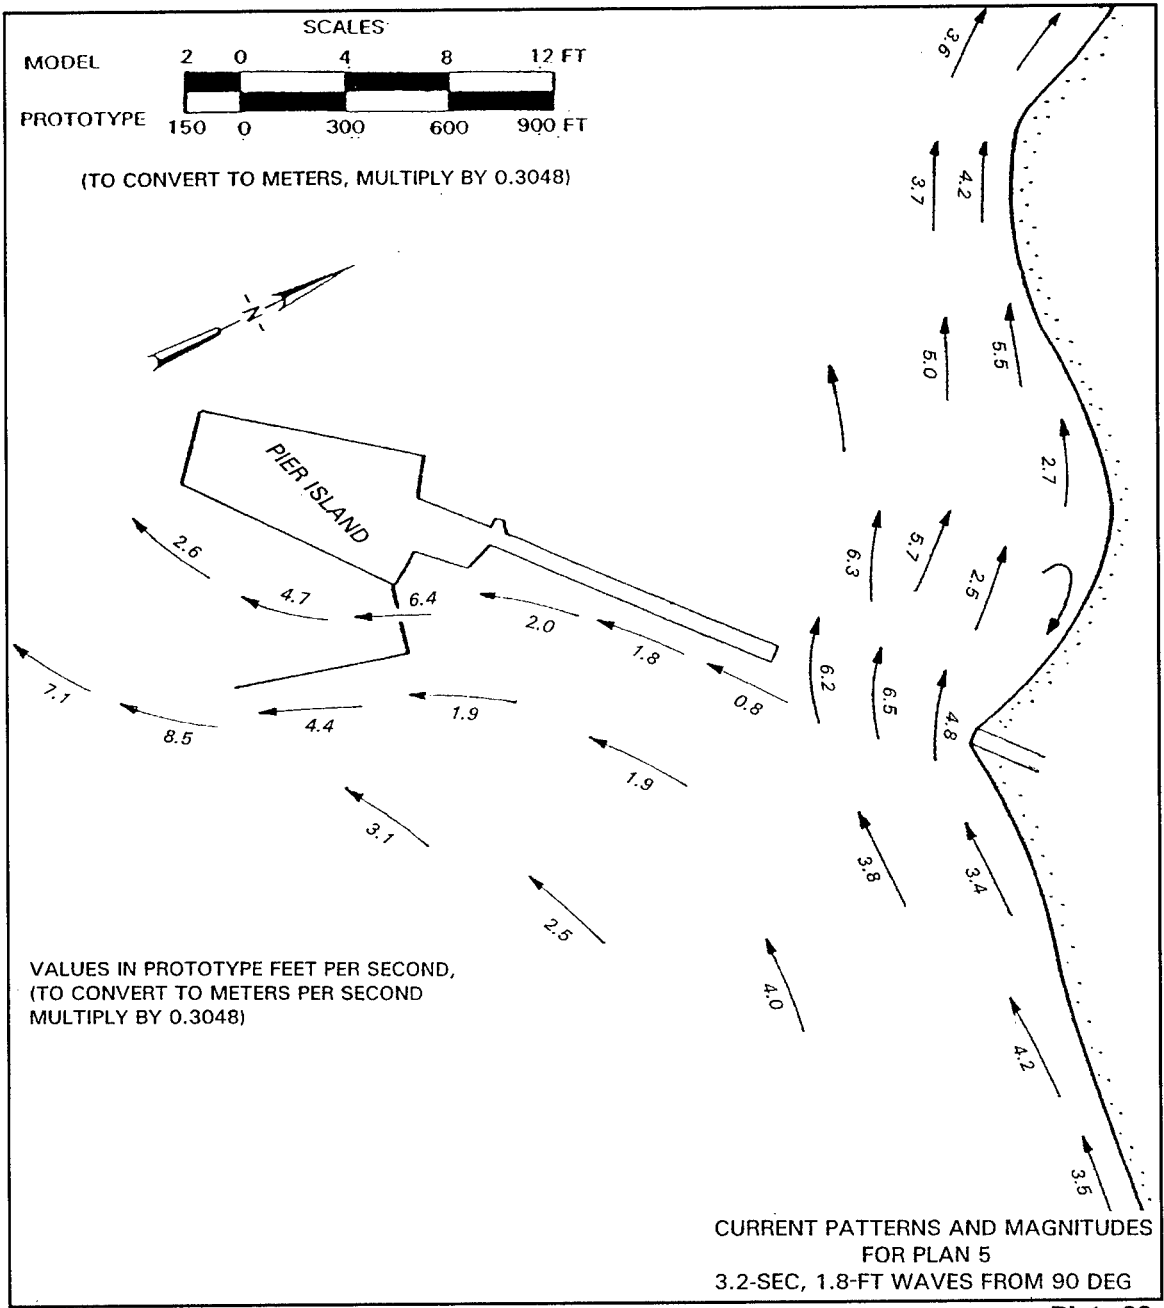 SCALES
MODEL 2 0 4 8 12 FT
PROTOTYPE 150 0 300 600 900 FT
(TO CONVERT TO METERS, MULTIPLY BY 0.3048)
3.6
3.7 4.2
-N-
5.0 5.5
PIER ISLAND
2.7
2.6
6.3 5.7 2.5
4.7 6.4 2.0 1.8
7.1 8.5 4.4 1.9 0.8 6.2 6.5 4.8
1.9
3.1 3.8 3.4
2.5
4.0
4.2
VALUES IN PROTOTYPE FEET PER SECOND,
(TO CONVERT TO METERS PER SECOND
MULTIPLY BY 0.3048)
3.5
CURRENT PATTERNS AND MAGNITUDES
FOR PLAN 5
3.2-SEC, 1.8-FT WAVES FROM 90 DEG